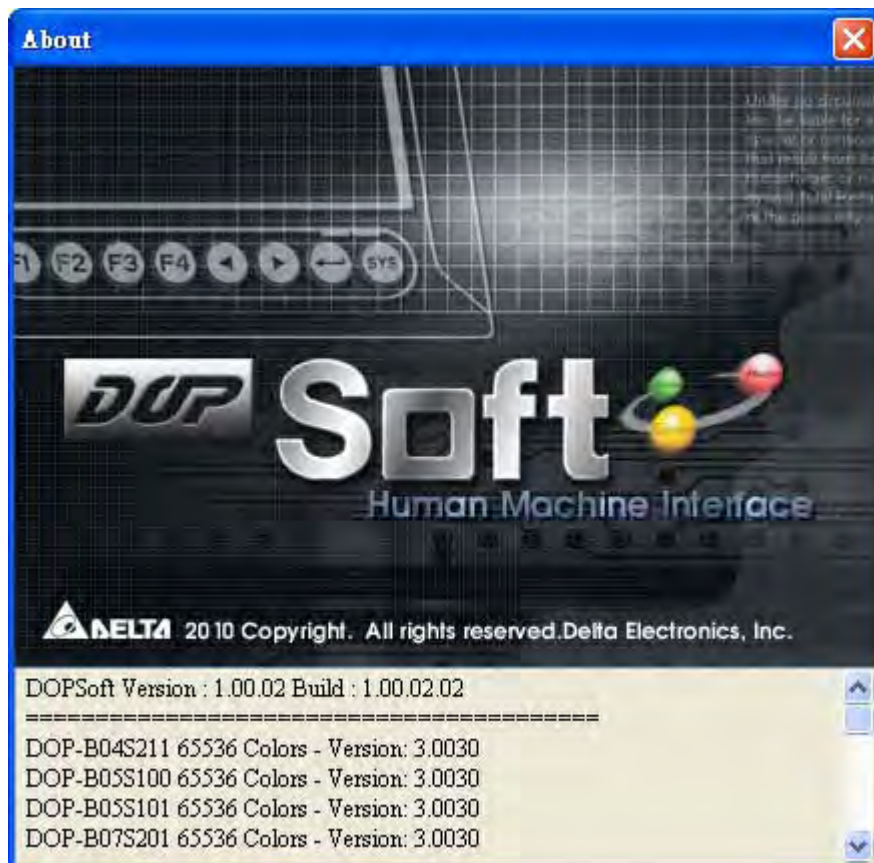 About
Under no circum
F1 F2 F3 F4 SYS
DOP Soft
Human Machine Interface
DELTA 2010 Copyright. All rights reserved.Delta Electronics, Inc.
DOPSoft Version : 1.00.02 Build : 1.00.02.02
=========================================
DOP-B04S211 65536 Colors - Version: 3.0030
DOP-B05S100 65536 Colors - Version: 3.0030
DOP-B05S101 65536 Colors - Version: 3.0030
DOP-B07S201 65536 Colors - Version: 3.0030